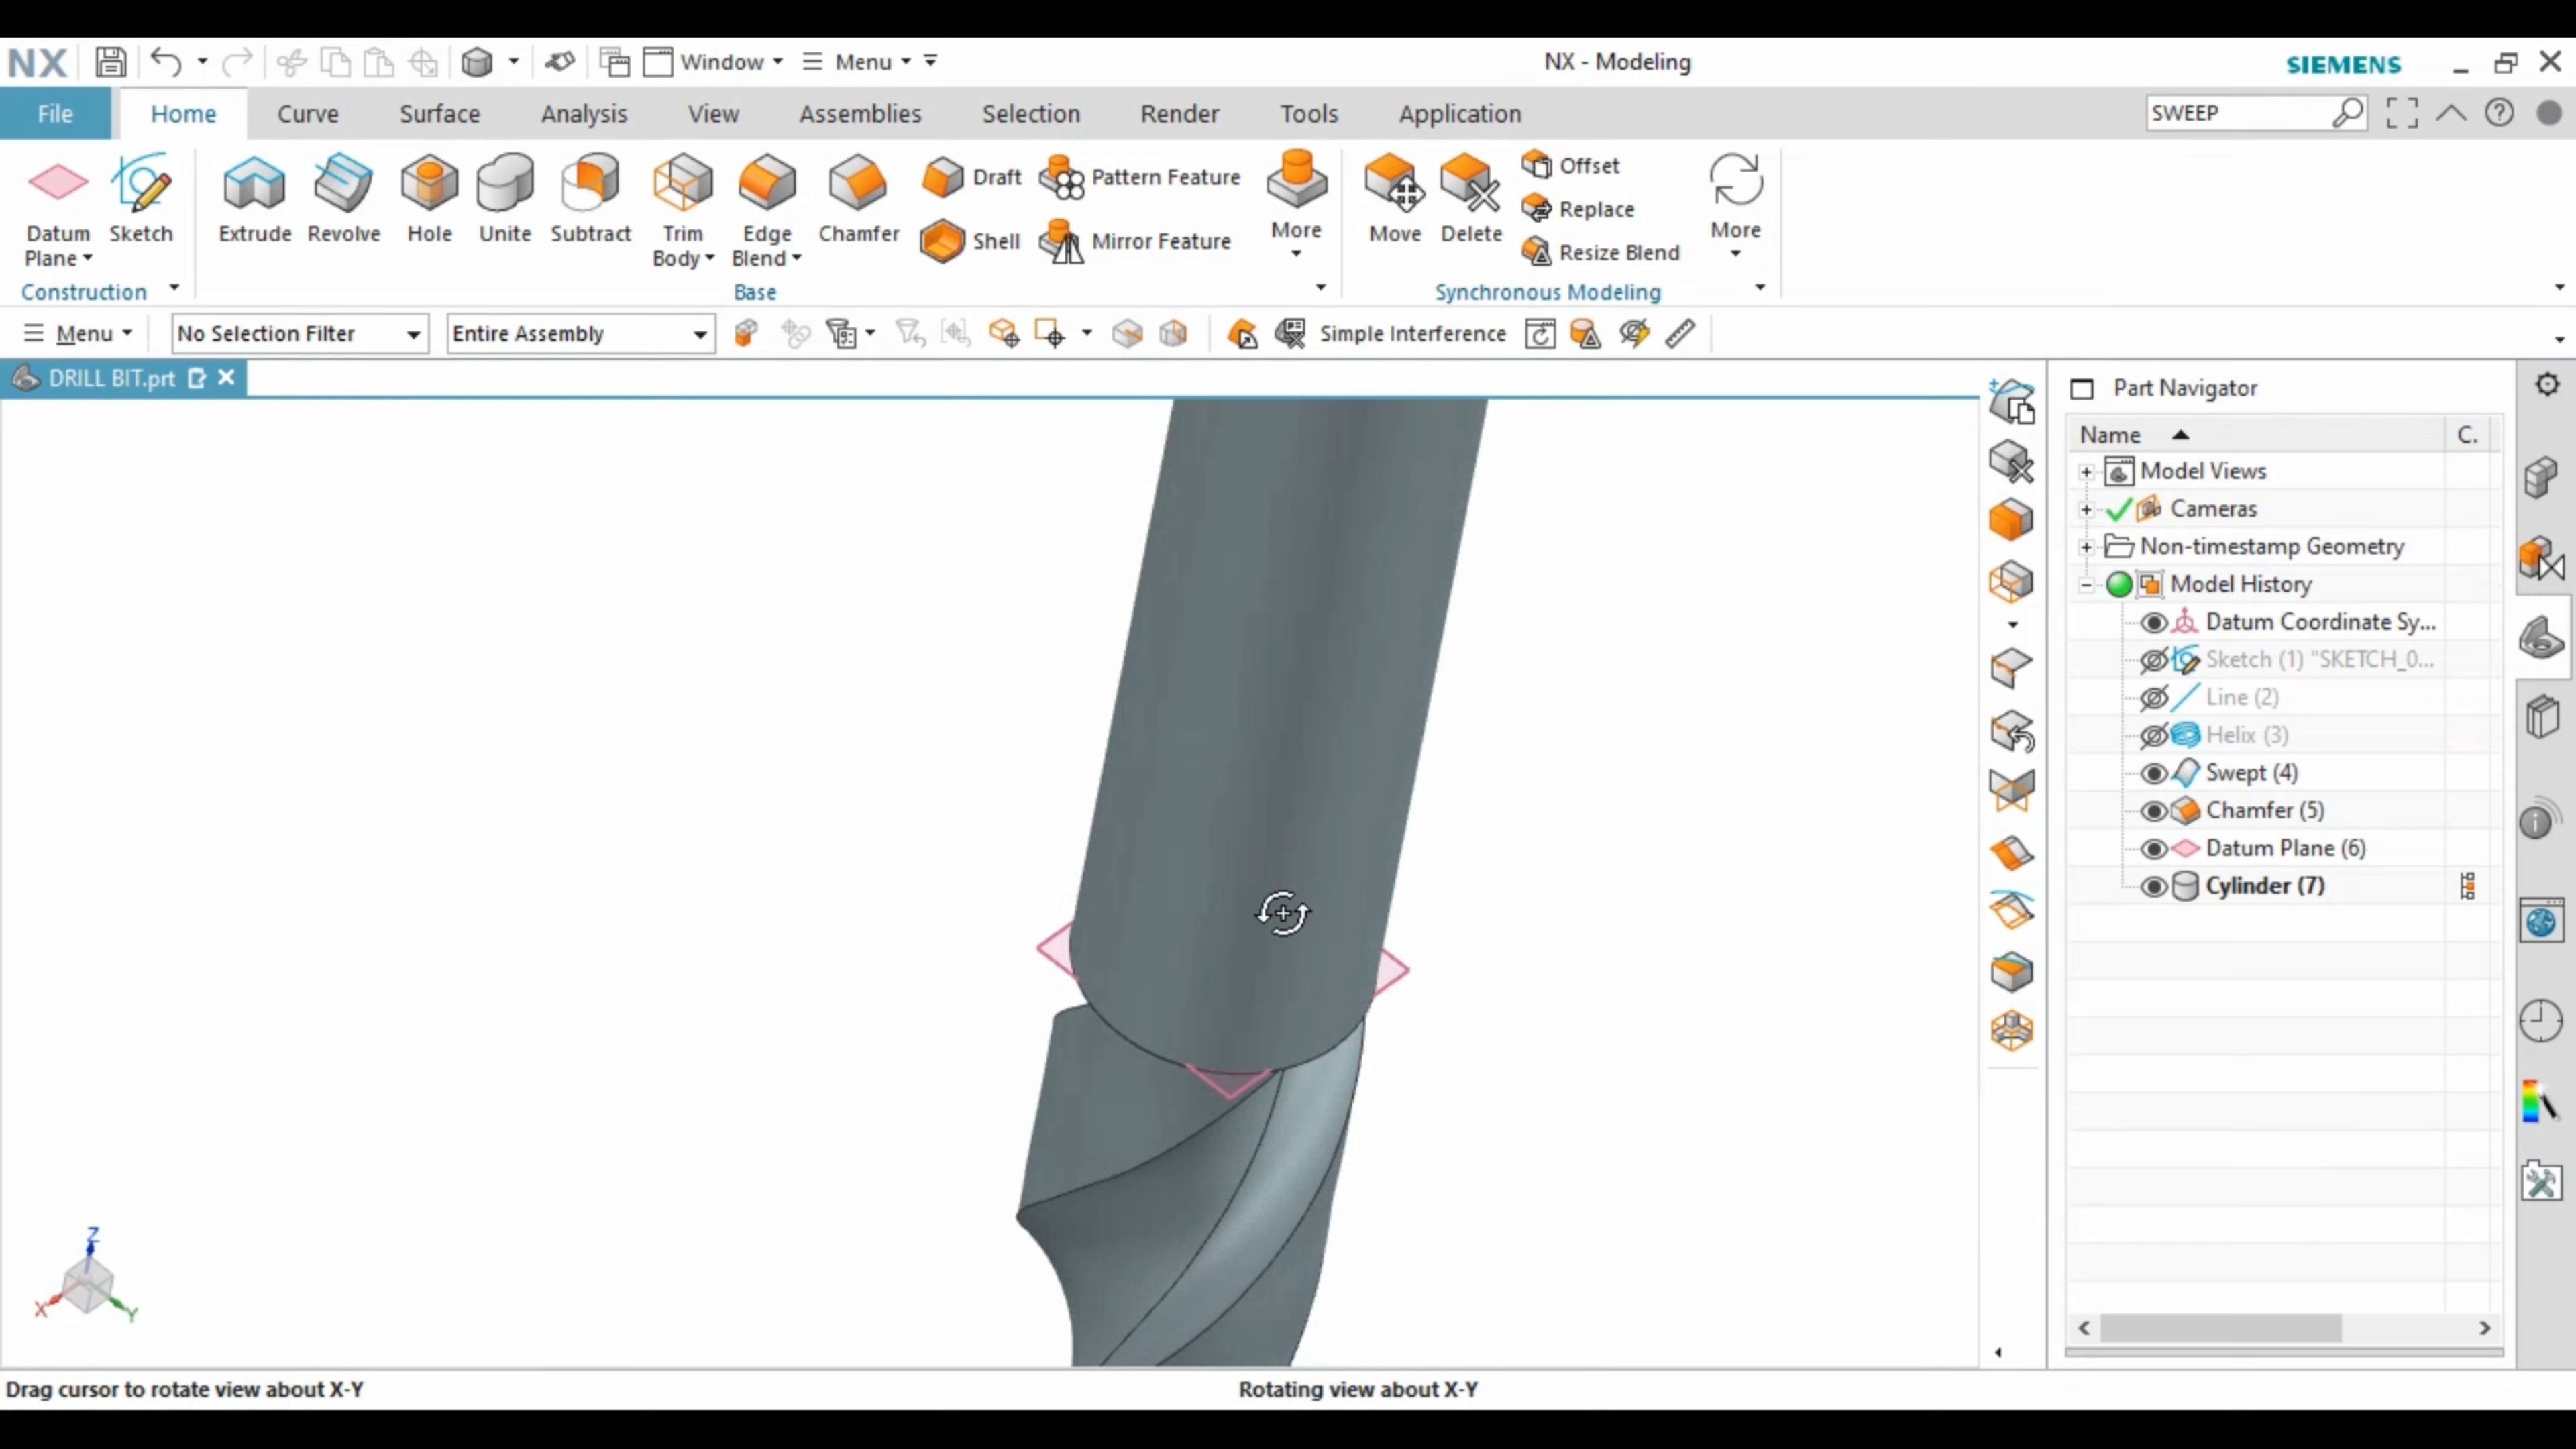 NX
Window
Menu
NX - Modeling
SIEMENS
File
Home
Curve
Surface
Analysis
View
Assemblies
Selection
Render
Tools
Application
SWEEP
Datum
Plane
Sketch
Extrude
Revolve
Hole
Unite
Subtract
Trim
Body
Edge
Blend
Chamfer
Draft
Shell
Pattern Feature
Mirror Feature
More
Move
Delete
Offset
Replace
Resize Blend
More
Construction
Base
Synchronous Modeling
Menu
No Selection Filter
Entire Assembly
Simple Interference
DRILL BIT.prt
Part Navigator
Name
C.
Model Views
Cameras
Non-timestamp Geometry
Model History
Datum Coordinate Sy...
Sketch (1) "SKETCH_0...
Line (2)
Helix (3)
Swept (4)
Chamfer (5)
Datum Plane (6)
Cylinder (7)
Z
X
Y
Drag cursor to rotate view about X-Y
Rotating view about X-Y